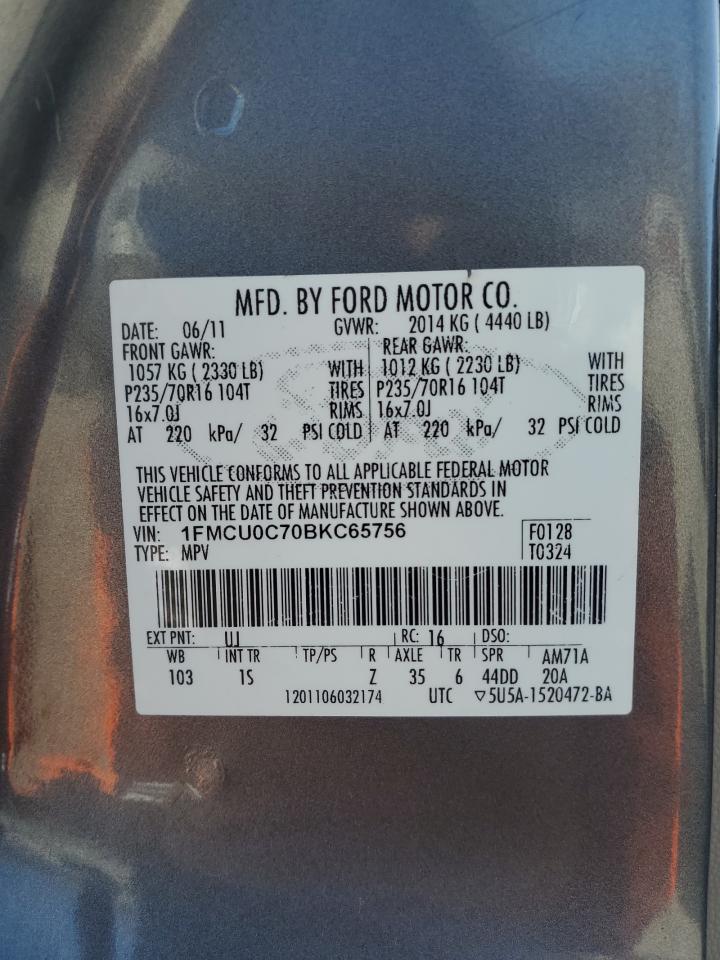 MFD. BY FORD MOTOR CO.
DATE: 06/11 GVWR: 2014 KG ( 4440 LB)
FRONT GAWR: REAR GAWR:
1057 KG ( 2330 LB) WITH 1012 KG ( 2230 LB) WITH
P235/70R16 104T TIRES P235/70R16 104T TIRES
16x7.0J RIMS 16x7.0J RIMS
AT 220 kPa/ 32 PSI COLD AT 220 kPa/ 32 PSI COLD
THIS VEHICLE CONFORMS TO ALL APPLICABLE FEDERAL MOTOR
VEHICLE SAFETY AND THEFT PREVENTION STANDARDS IN
EFFECT ON THE DATE OF MANUFACTURE SHOWN ABOVE.
VIN: 1FMCU0C70BKC65756 F0128
TYPE: MPV T0324
EXT PNT: UJ RC: 16 DSO:
WB INT TR TP/PS R AXLE TR SPR AM71A
103 1S Z 35 6 44DD 20A
1201106032174 UTC ▽5U5A-1520472-BA